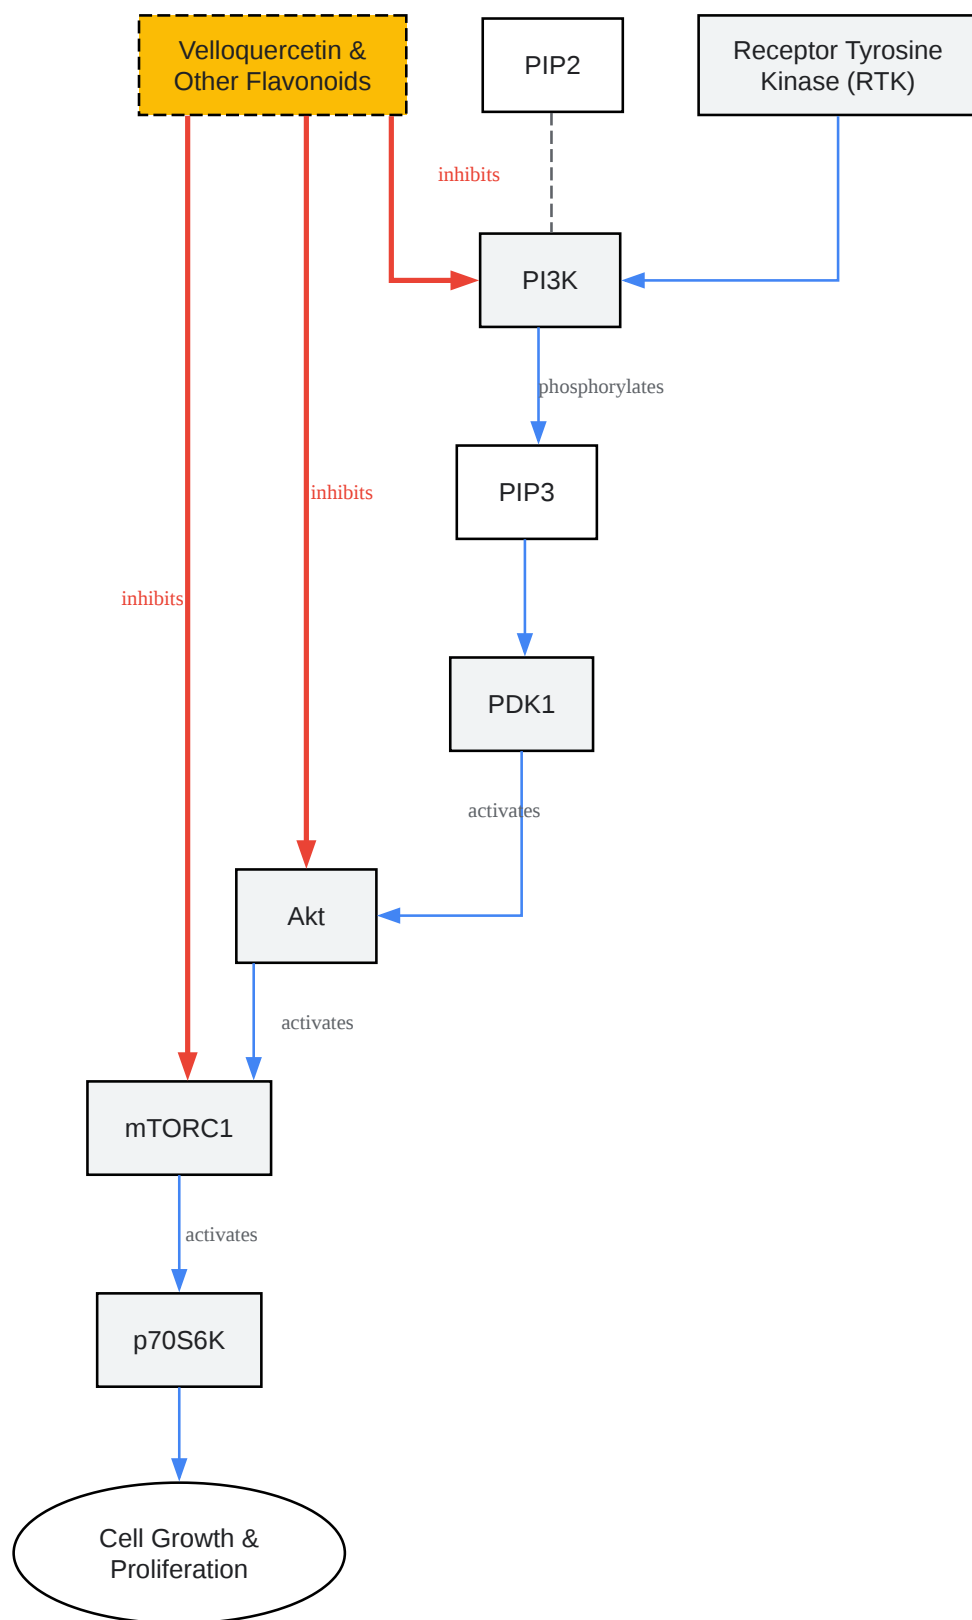 Velloquercetin &
Other Flavonoids
PIP2
Receptor Tyrosine
Kinase (RTK)
inhibits
PI3K
phosphorylates
inhibits
PIP3
inhibits
PDK1
activates
Akt
activates
mTORC1
activates
p70S6K
Cell Growth &
Proliferation